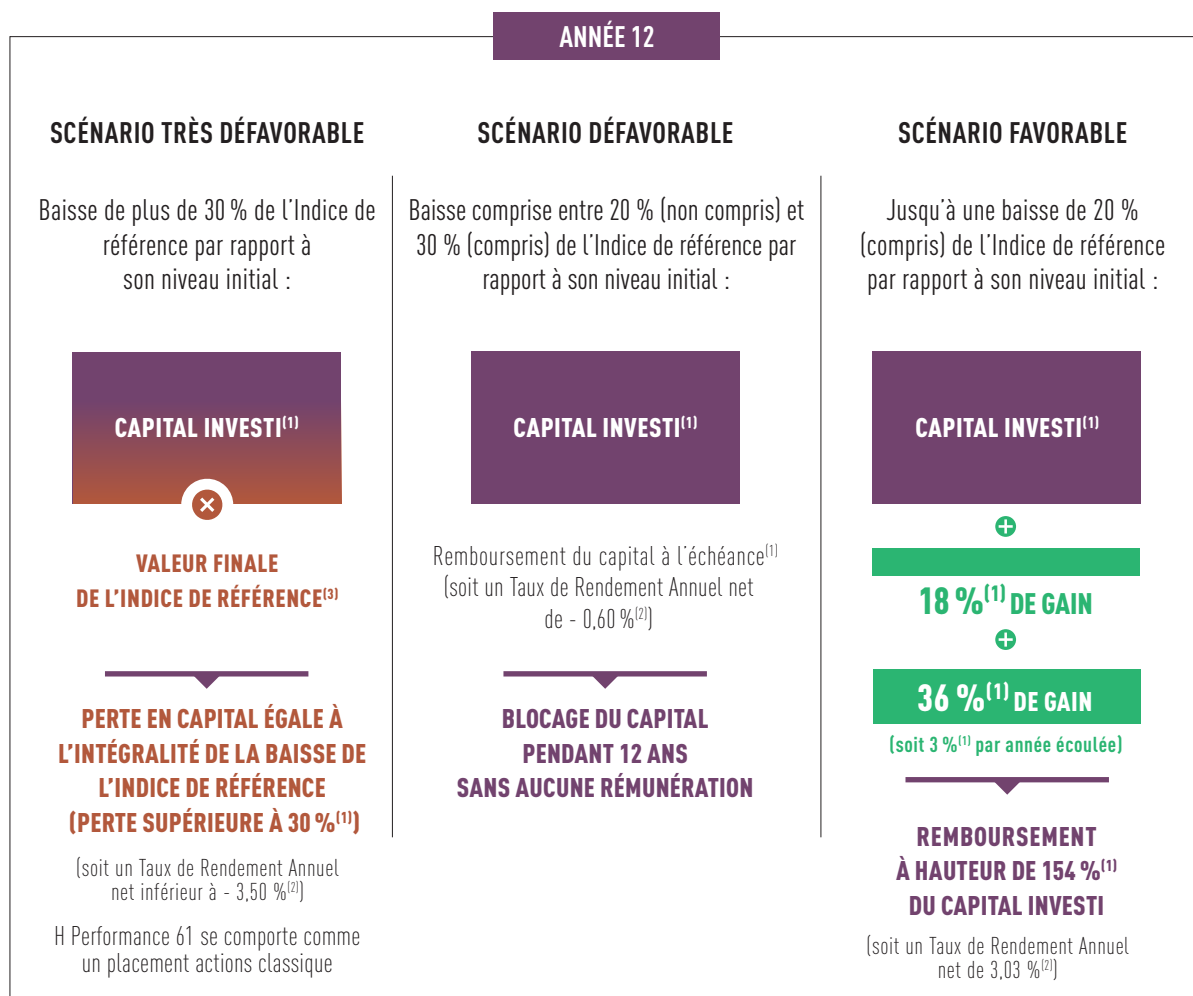 ANNÉE 12
SCÉNARIO TRÈS DÉFAVORABLE
Baisse de plus de 30 % de l’Indice de
référence par rapport à
son niveau initial :
CAPITAL INVESTI(1)
VALEUR FINALE
DE L’INDICE DE RÉFÉRENCE(3)
PERTE EN CAPITAL ÉGALE À
L’INTÉGRALITÉ DE LA BAISSE DE
L’INDICE DE RÉFÉRENCE
(PERTE SUPÉRIEURE À 30 %(1))
(soit un Taux de Rendement Annuel
net inférieur à - 3,50 %(2))
H Performance 61 se comporte comme
un placement actions classique
SCÉNARIO DÉFAVORABLE
Baisse comprise entre 20 % (non compris) et
30 % (compris) de l’Indice de référence par
rapport à son niveau initial :
CAPITAL INVESTI(1)
Remboursement du capital à l’échéance(1)
(soit un Taux de Rendement Annuel net
de - 0,60 %(2))
BLOCAGE DU CAPITAL
PENDANT 12 ANS
SANS AUCUNE RÉMUNÉRATION
SCÉNARIO FAVORABLE
Jusqu’à une baisse de 20 %
(compris) de l’Indice de référence
par rapport à son niveau initial :
CAPITAL INVESTI(1)
18 %(1) DE GAIN
36 %(1) DE GAIN
(soit 3 %(1) par année écoulée)
REMBOURSEMENT
À HAUTEUR DE 154 %(1)
DU CAPITAL INVESTI
(soit un Taux de Rendement Annuel
net de 3,03 %(2))